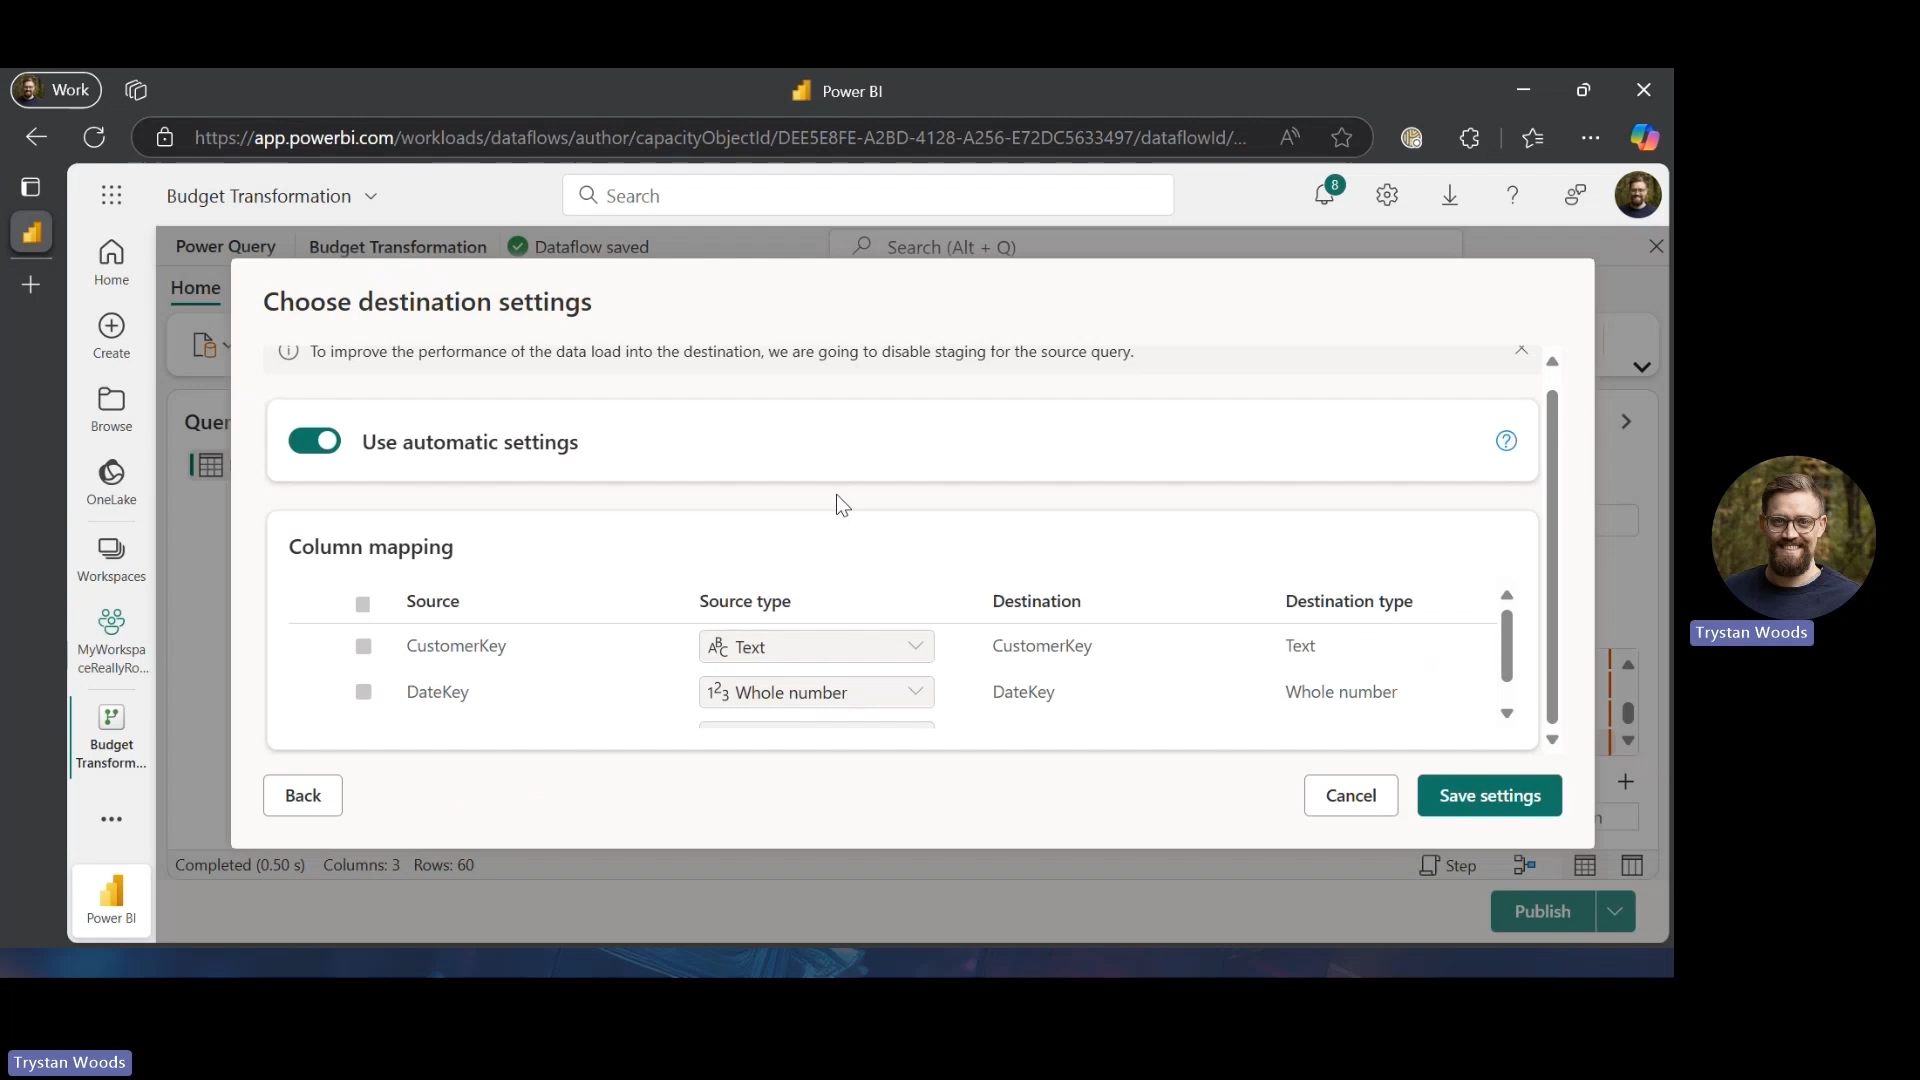 Work
Power BI
https://app.powerbi.com/workloads/dataflows/author/capacityObjectId/DEE5E8FE-A2BD-4128-A256-E72DC5633497/dataflowId/...
Budget Transformation
Search
8
Power Query
Budget Transformation
Dataflow saved
Search (Alt + Q)
Home
Home
Create
Browse
OneLake
Workspaces
MyWorkspa
ceReallyRo...
Budget
Transform...
Power BI
Choose destination settings
To improve the performance of the data load into the destination, we are going to disable staging for the source query.
Use automatic settings
Column mapping
Source Source type Destination Destination type
CustomerKey Text CustomerKey Text
DateKey Whole number DateKey Whole number
Back
Cancel
Save settings
Completed (0.50 s) Columns: 3 Rows: 60
Step
Publish
Trystan Woods
Trystan Woods